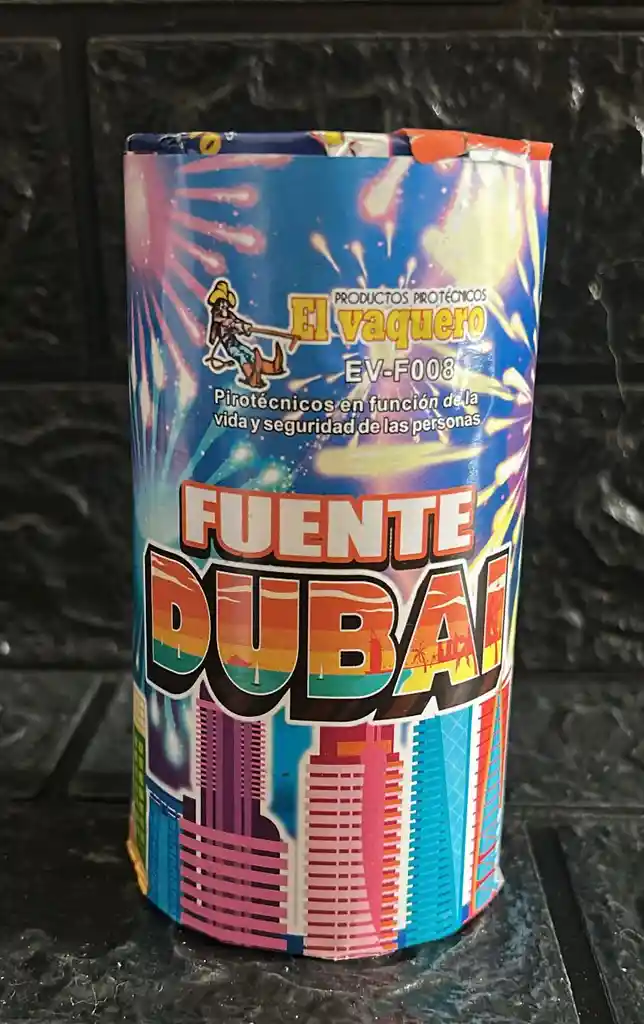 PRODUCTOS PIROTÉCNICOS
El vaquero
EV-F008
Pirotécnicos en función de la
vida y seguridad de las personas
FUENTE
DUBAI